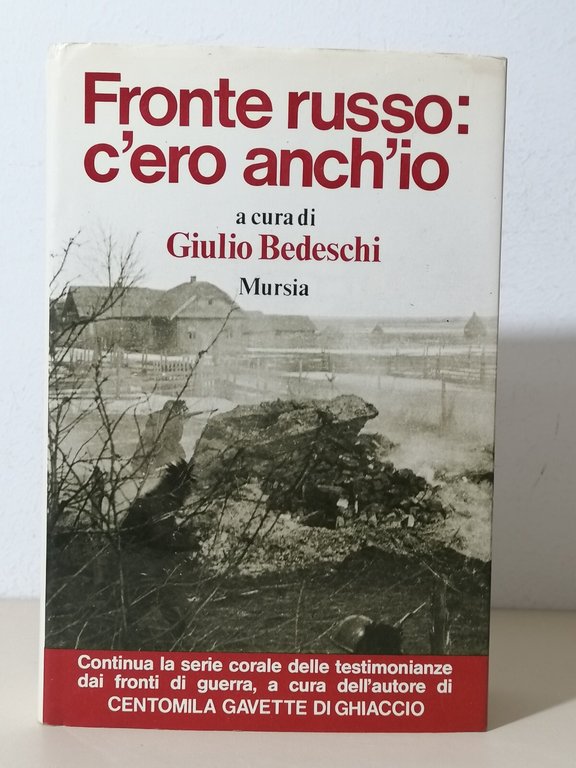 Fronte russo:
c'ero anch'io
a cura di
Giulio Bedeschi
Mursia
Continua la serie corale delle testimonianze
dai fronti di guerra, a cura dell'autore di
CENTOMILA GAVETTE DI GHIACCIO